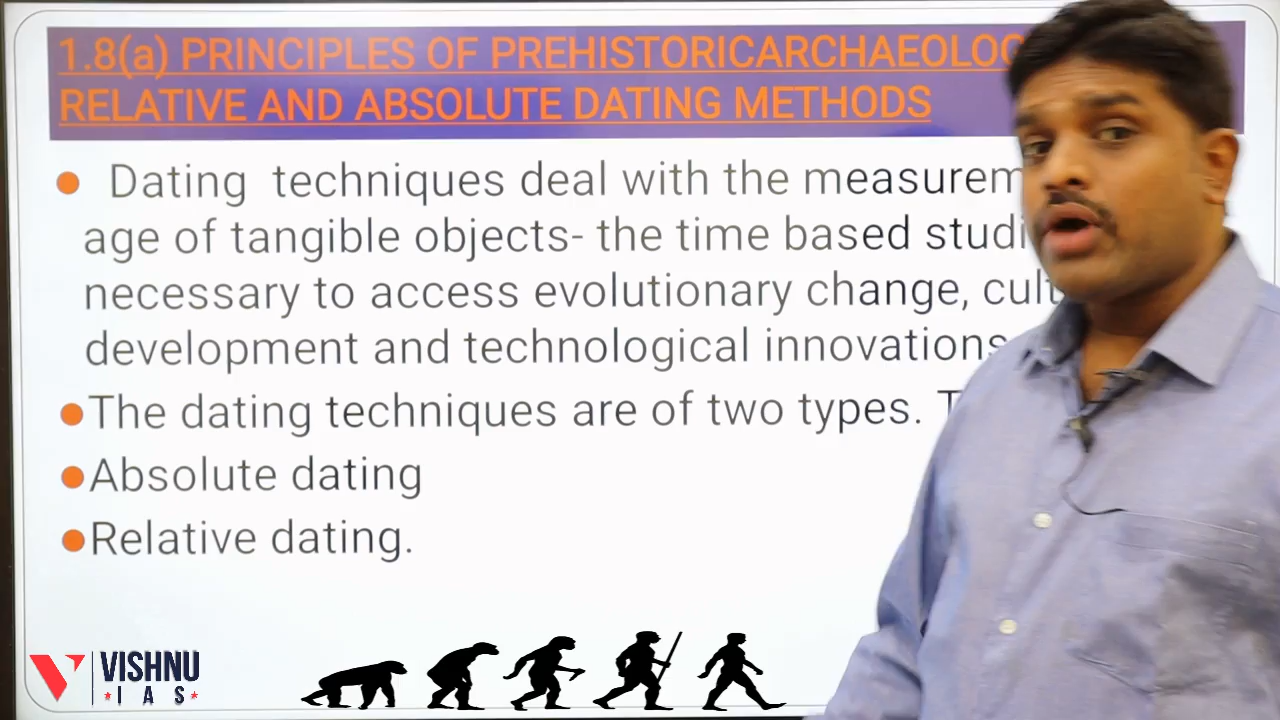 1.8(a) PRINCIPLES OF PREHISTORICARCHAEOLOG
RELATIVE AND ABSOLUTE DATING METHODS
● Dating techniques deal with the measurem
age of tangible objects- the time based studi
necessary to access evolutionary change, cult
development and technological innovations
●The dating techniques are of two types. T
●Absolute dating
●Relative dating.
VISHNU
IAS